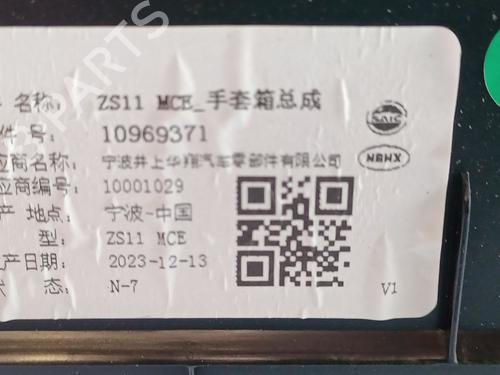 名称: ZS11 MCE_手套箱总成
件 号: 10969371
应商名称: 宁波井上华翔汽车零部件有限公司
应商编号: 10001029
产 地点: 宁波-中国
型: ZS11 MCE
产日期: 2023-12-13
状 态: N-7
SAIC
NBHX
V1
PARTS